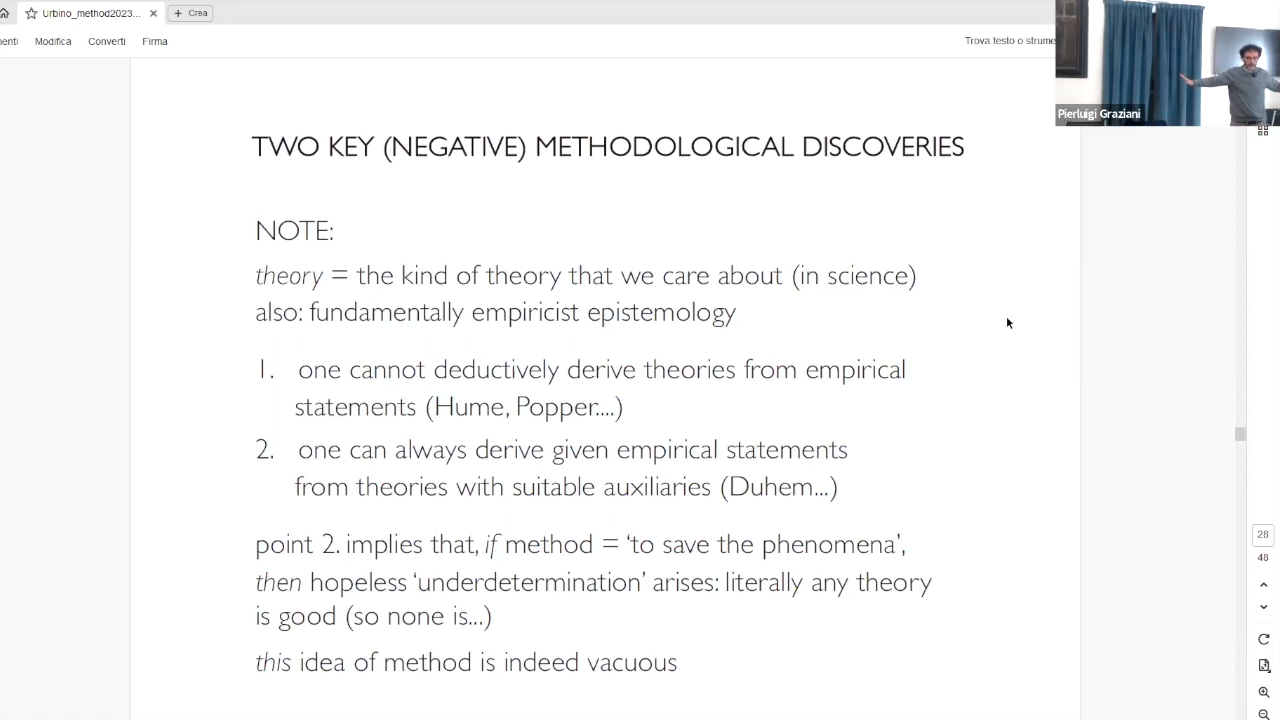 Urbino_method2023...
Crea
Modifica
Converti
Firma
Trova testo o strume
Pierluigi Graziani
TWO KEY (NEGATIVE) METHODOLOGICAL DISCOVERIES
NOTE:
theory = the kind of theory that we care about (in science)
also: fundamentally empiricist epistemology
1. one cannot deductively derive theories from empirical
statements (Hume, Popper....)
2. one can always derive given empirical statements
from theories with suitable auxiliaries (Duhem...)
point 2. implies that, if method = ‘to save the phenomena’,
then hopeless ‘underdetermination’ arises: literally any theory
is good (so none is...)
this idea of method is indeed vacuous
28
48